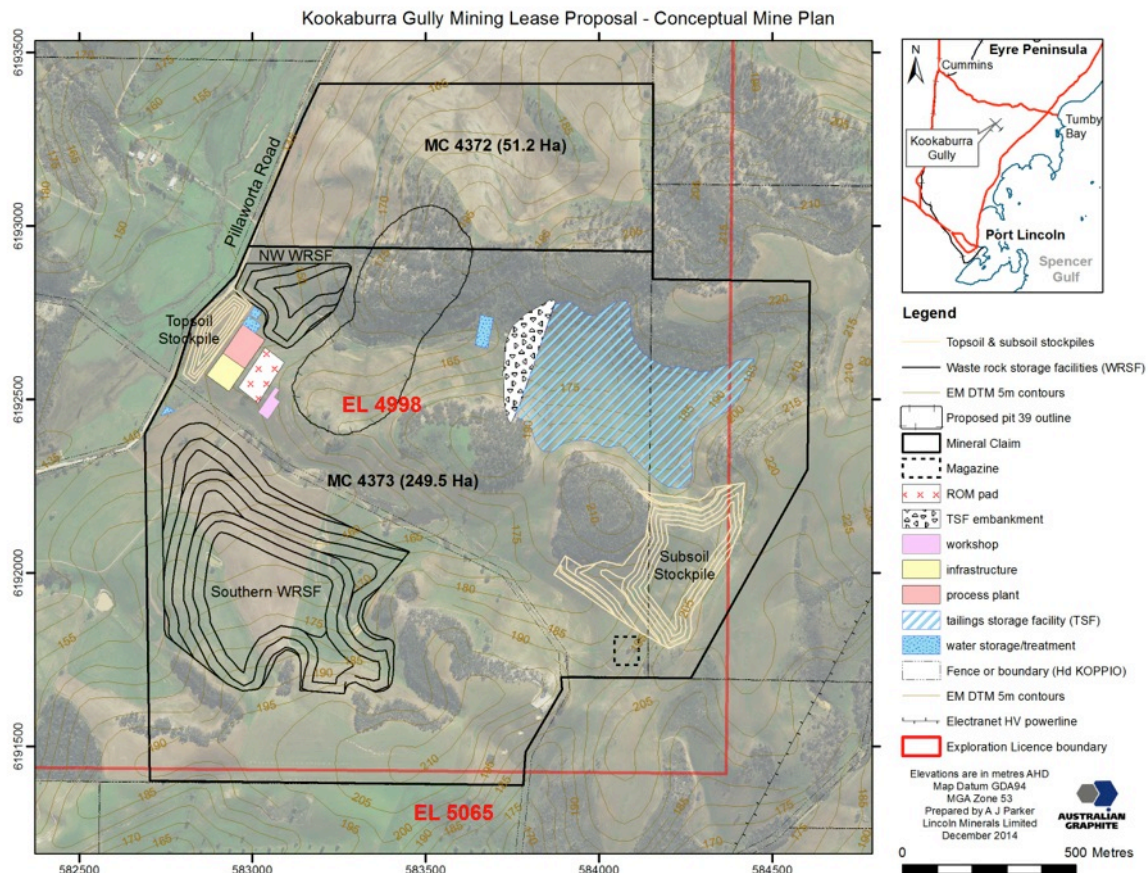 Kookaburra Gully Mining Lease Proposal - Conceptual Mine Plan
6193500
6193000
6192500
6192000
6191500
582500
583000
583500
584000
584500
Pillaworta Road
MC 4372 (51.2 Ha)
NW WRSF
Topsoil
Stockpile
EL 4998
MC 4373 (249.5 Ha)
Southern WRSF
Subsoil
Stockpile
EL 5065
N
Eyre Peninsula
Cummins
Tumby
Bay
Kookaburra
Gully
Port Lincoln
Spencer
Gulf
Legend
Topsoil & subsoil stockpiles
Waste rock storage facilities (WRSF)
EM DTM 5m contours
Proposed pit 39 outline
Mineral Claim
Magazine
ROM pad
TSF embankment
workshop
infrastructure
process plant
tailings storage facility (TSF)
water storage/treatment
Fence or boundary (Hd KOPPIO)
EM DTM 5m contours
Electranet HV powerline
Exploration Licence boundary
Elevations are in metres AHD
Map Datum GDA94
MGA Zone 53
Prepared by A J Parker
Lincoln Minerals Limited
December 2014
AUSTRALIAN
GRAPHITE
0 500 Metres